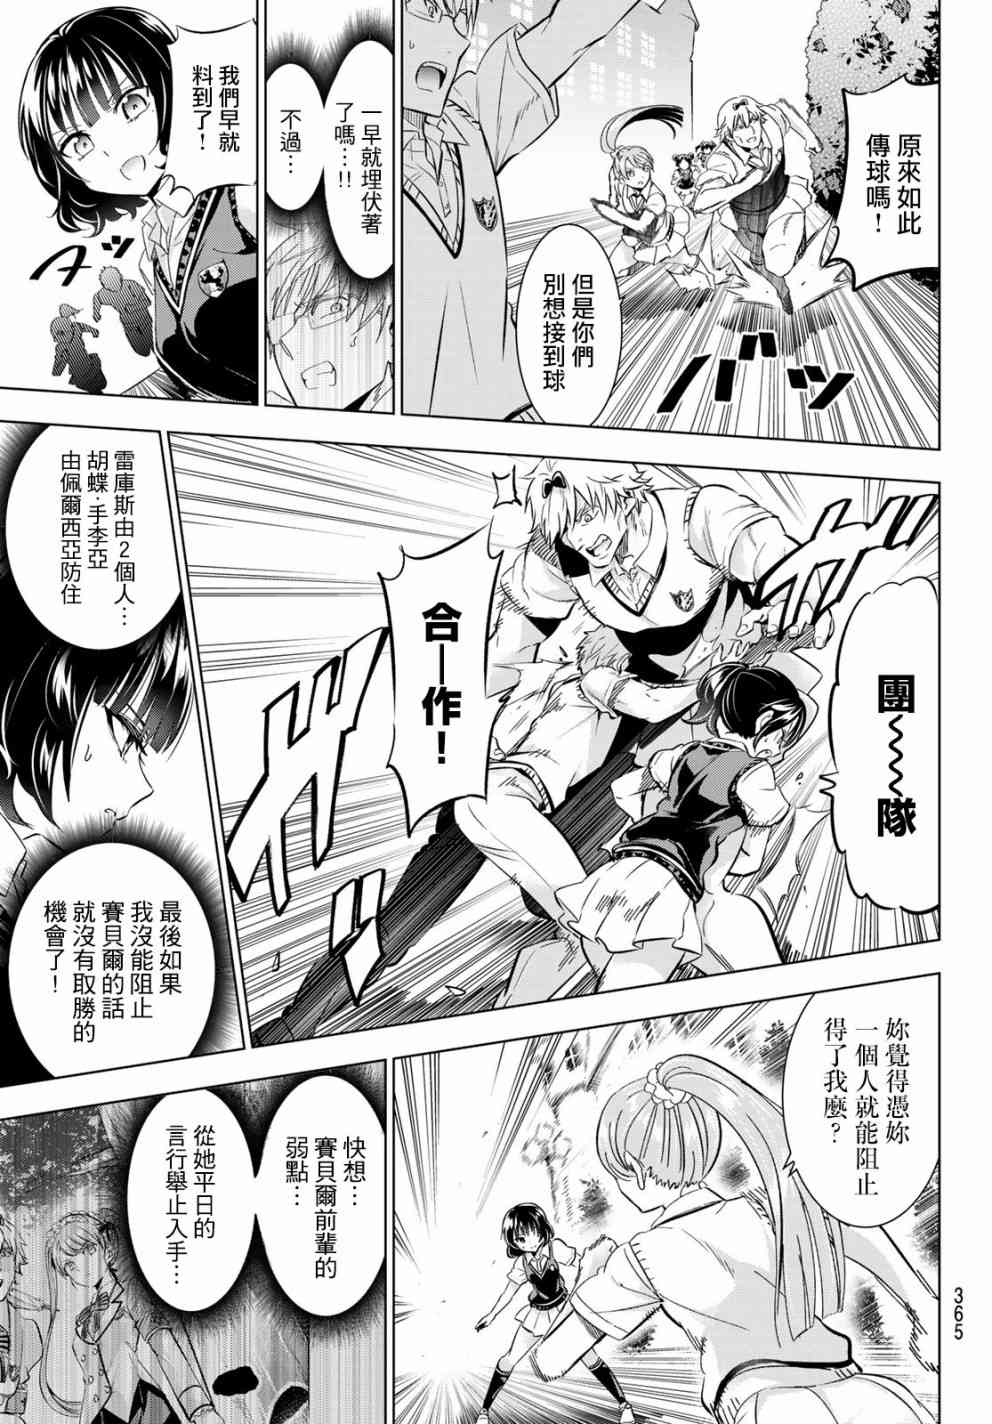 原來如此
傳球嗎！
但是你們
別想接到球
バババッ
一早就埋伏著
了嗎…!!
不過…
我們早就
料到了！
バッ
團～～隊
合—作！
ガガッ
雷庫斯由2個人…
胡蝶·手李亞
由佩爾西亞防住
最後如果
我沒能阻止
賽貝爾的話
就沒有取勝的
機會了！
妳覺得憑妳
一個人就能阻止
得了我麼？
快想…
賽貝爾前輩的
弱點…
從她平日的
言行舉止入手…
365